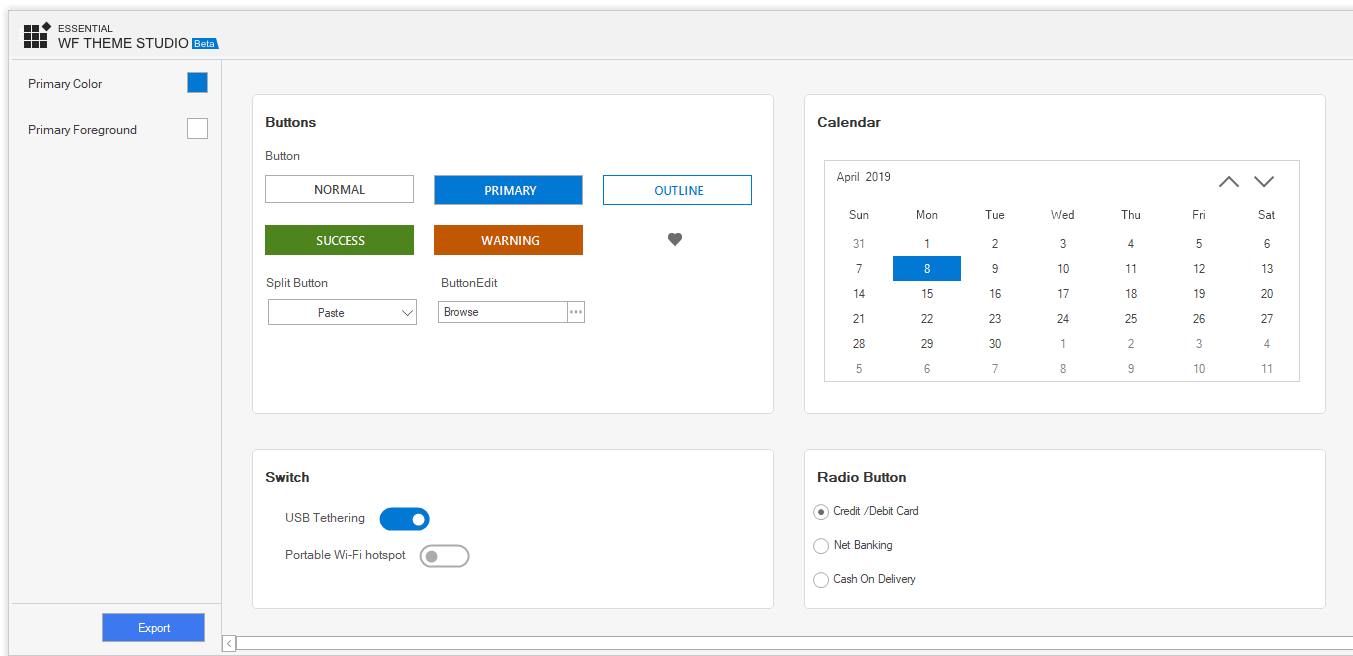 ESSENTIAL
WF THEME STUDIO Beta
Primary Color
Primary Foreground
Export
Buttons
Button
NORMAL PRIMARY OUTLINE
SUCCESS WARNING
Split Button ButtonEdit
Paste Browse
Calendar
April 2019
Sun Mon Tue Wed Thu Fri Sat
31 1 2 3 4 5 6
7 8 9 10 11 12 13
14 15 16 17 18 19 20
21 22 23 24 25 26 27
28 29 30 1 2 3 4
5 6 7 8 9 10 11
Switch
USB Tethering
Portable Wi-Fi hotspot
Radio Button
Credit /Debit Card
Net Banking
Cash On Delivery